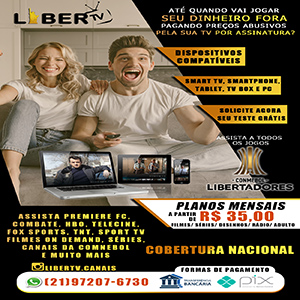 LIBERTV
ATÉ QUANDO VAI JOGAR
SEU DINHEIRO FORA
PAGANDO PREÇOS ABUSIVOS
PELA SUA TV POR ASSINATURA?
DISPOSITIVOS
COMPATÍVEIS
SMART TV, SMARTPHONE,
TABLET, TV BOX E PC
SOLICITE AGORA
SEU TESTE GRÁTIS
ASSISTA A TODOS
OS JOGOS
CONMEBOL
LIBERTADORES
PLANOS MENSAIS
A PARTIR
DE R$ 35,00
FILMES/ SÉRIES/ DESENHOS/ RADIO/ ADULTO
ASSISTA PREMIERE FC,
COMBATE, HBO, TELECINE,
FOX SPORTS, TNT, SPORT TV
FILMES ON DEMAND, SÉRIES,
CANAIS DA COMNEBOL
E MUITO MAIS
COBERTURA NACIONAL
LIBERTV.CANAIS
(21)97207-6730
FORMAS DE PAGAMENTO
TRANSFERÊNCIA
BANCÁRIA
pix